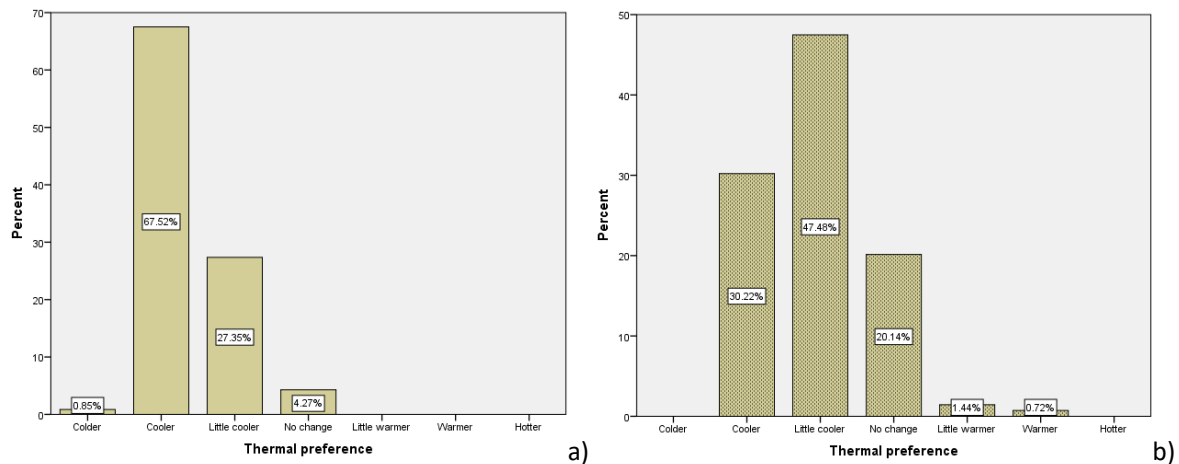 70
60
50
40
30
20
10
0
Percent
67.52%
27.35%
4.27%
0.85%
Colder Cooler Little cooler No change Little warmer Warmer Hotter
Thermal preference
a)
50
40
30
20
10
0
Percent
47.48%
30.22%
20.14%
1.44%
0.72%
Colder Cooler Little cooler No change Little warmer Warmer Hotter
Thermal preference
b)